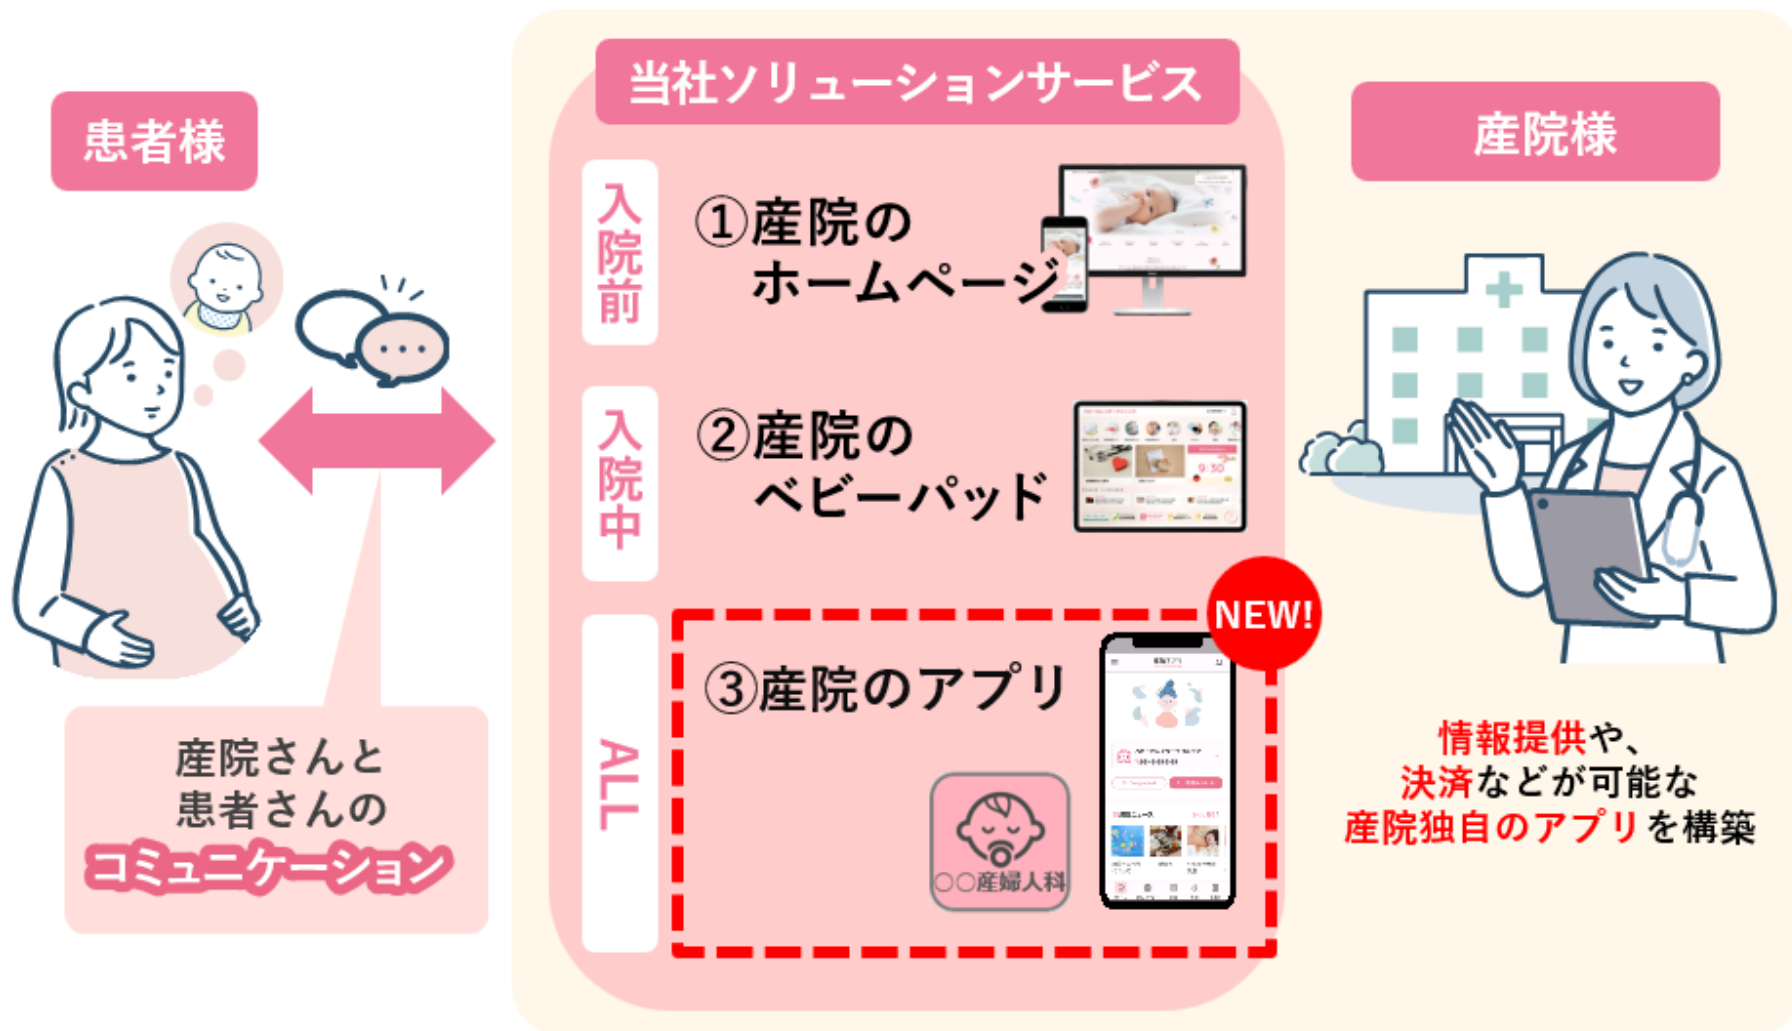 患者様
産院さんと
患者さんの
コミュニケーション
当社ソリューションサービス
入院前
①産院の
ホームページ
入院中
②産院の
ベビーパッド
9:30
ALL
NEW!
③産院のアプリ
○○産婦人科
産院様
情報提供や、
決済などが可能な
産院独自のアプリを構築